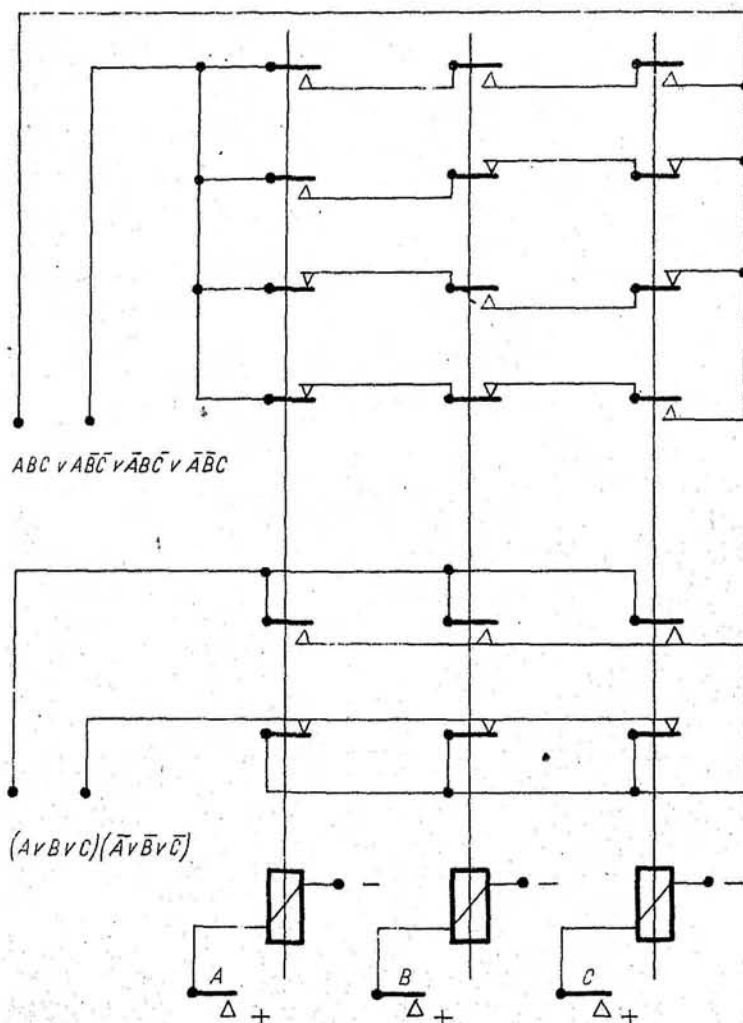 ABC ∨ AB̄C̄ ∨ ĀBC̄ ∨ ĀB̄C
(A∨B∨C)(Ā∨B̄∨C̄)
— — —
A B C
+ + +